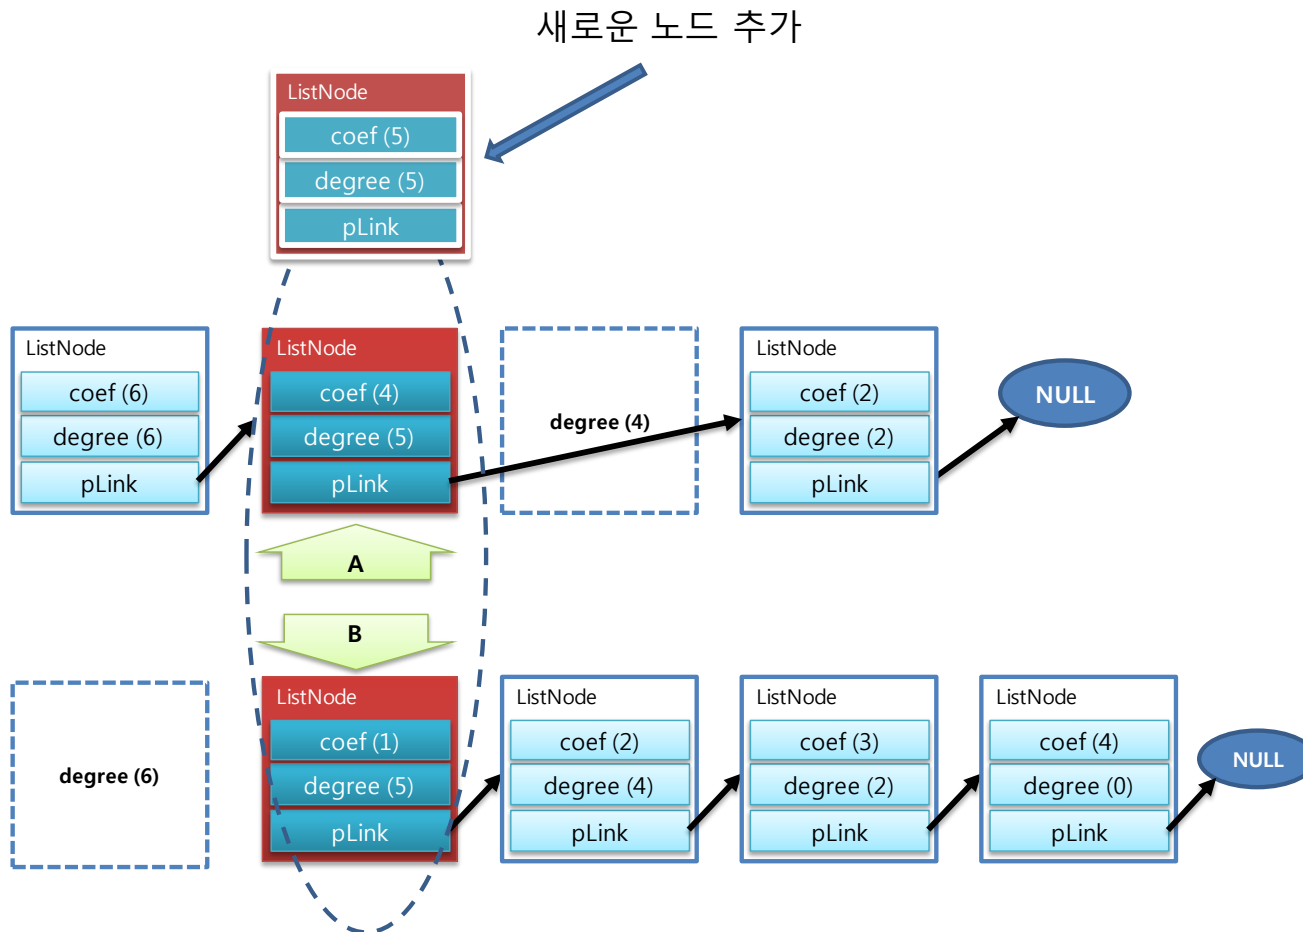 새로운 노드 추가
ListNode
coef (5)
degree (5)
pLink
ListNode
coef (6)
degree (6)
pLink
ListNode
coef (4)
degree (5)
pLink
degree (4)
ListNode
coef (2)
degree (2)
pLink
NULL
A
B
degree (6)
ListNode
coef (1)
degree (5)
pLink
ListNode
coef (2)
degree (4)
pLink
ListNode
coef (3)
degree (2)
pLink
ListNode
coef (4)
degree (0)
pLink
NULL